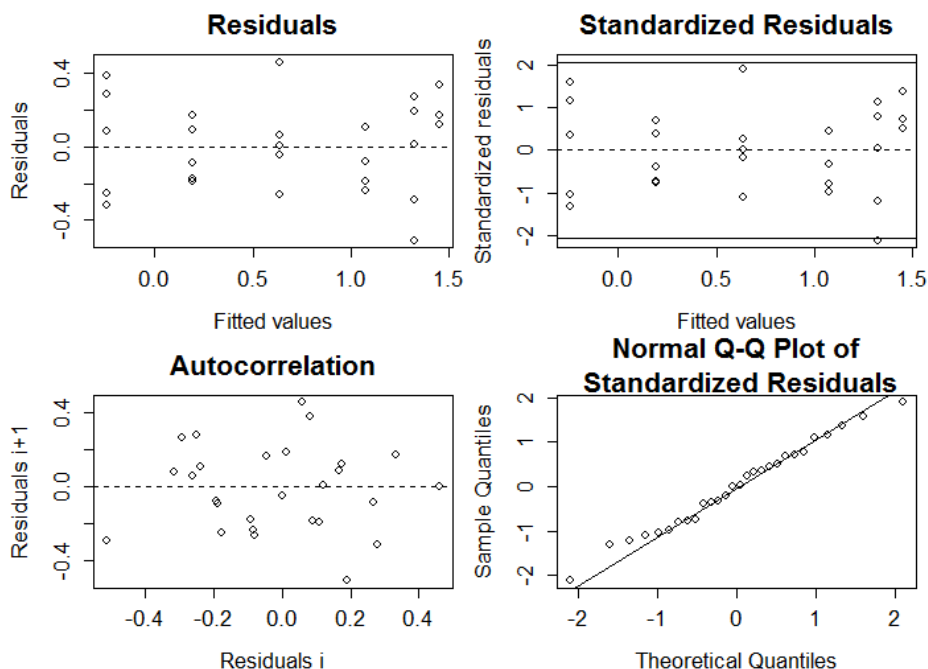 Residuals
0.4
0.0
-0.4
Residuals
0.0
0.5
1.0
1.5
Fitted values
Standardized Residuals
2
1
0
-1
-2
Standardized residuals
0.0
0.5
1.0
1.5
Fitted values
Autocorrelation
0.4
0.0
-0.4
Residuals i+1
-0.4
-0.2
0.0
0.2
0.4
Residuals i
Normal Q-Q Plot of
Standardized Residuals
2
1
0
-1
-2
Sample Quantiles
-2
-1
0
1
2
Theoretical Quantiles